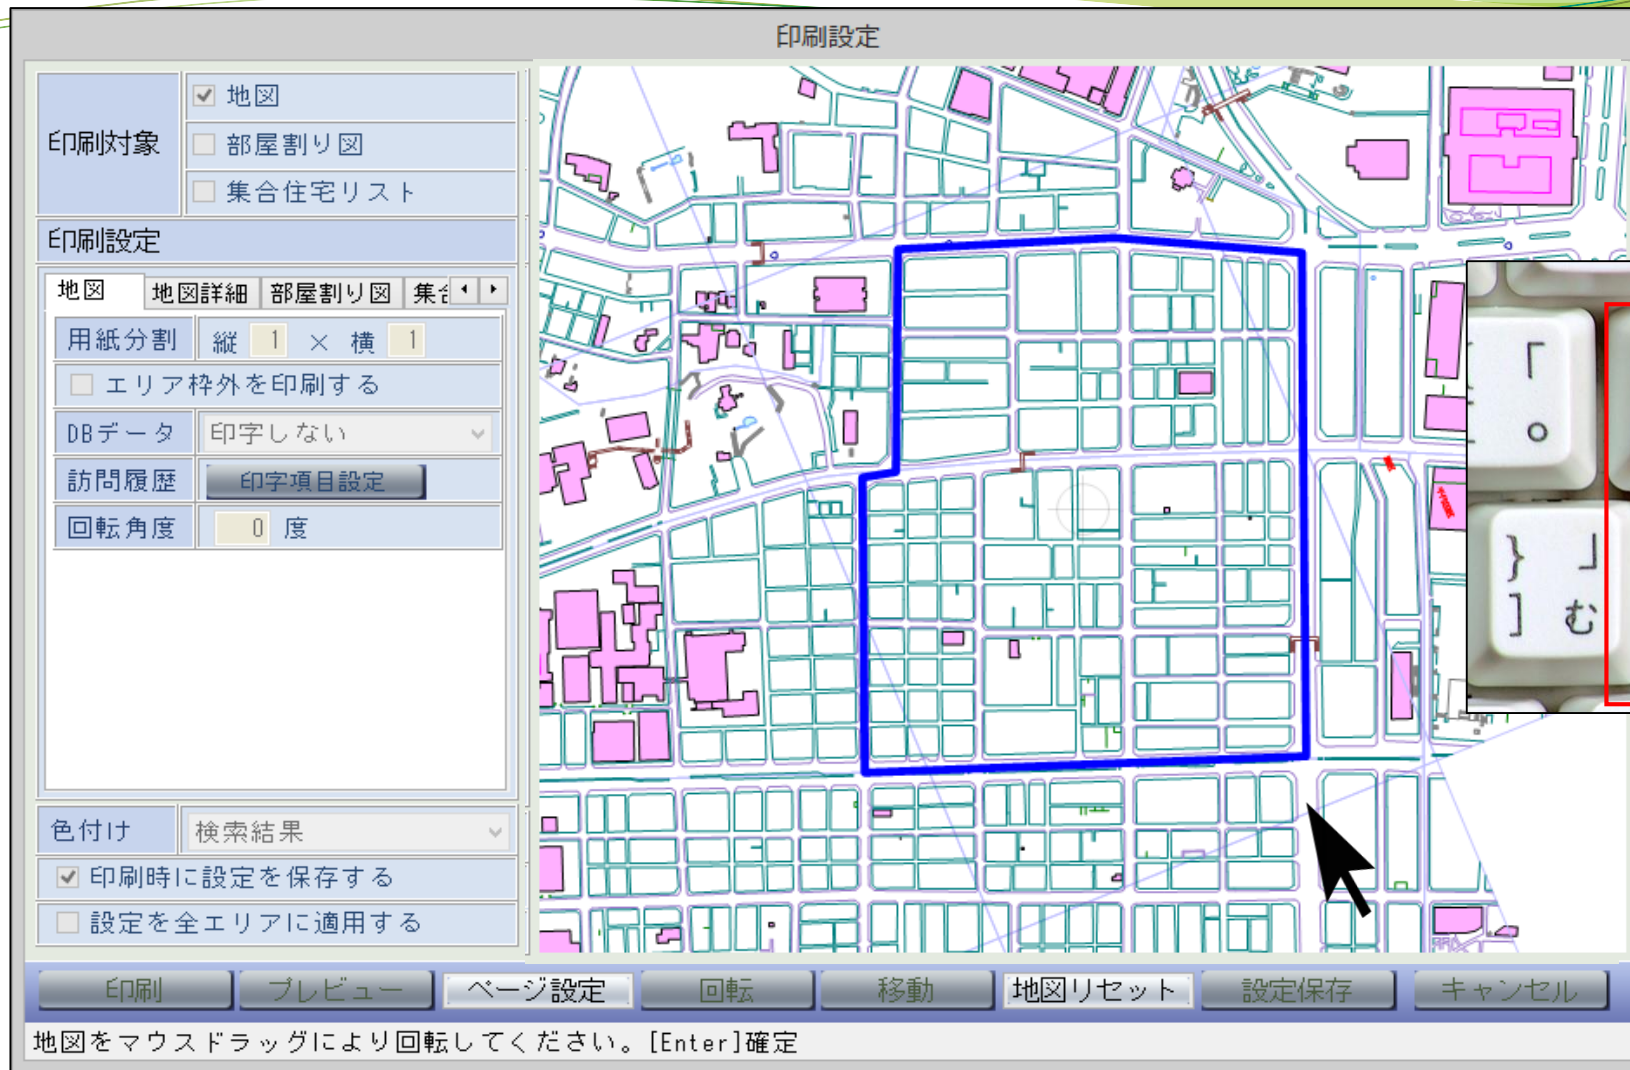 印刷設定
印刷対象
地図
部屋割り図
集合住宅リスト
印刷設定
地図 地図詳細 部屋割り図 集合
用紙分割 縦 1 × 横 1
エリア枠外を印刷する
DBデータ 印字しない
訪問履歴 印字項目設定
回転角度 0 度
色付け 検索結果
印刷時に設定を保存する
設定を全エリアに適用する
「
。
} 」
] む
印刷 プレビュー ページ設定 回転 移動 地図リセット 設定保存 キャンセル
地図をマウスドラッグにより回転してください。[Enter]確定